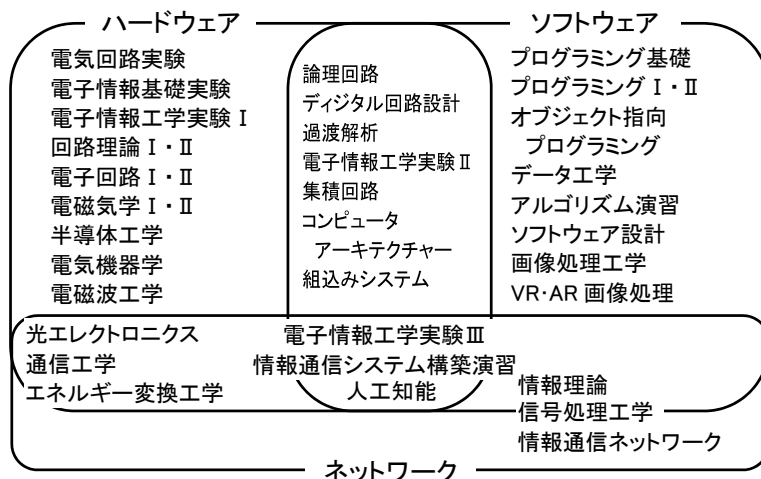 ハードウェア
電気回路実験
電子情報基礎実験
電子情報工学実験Ⅰ
回路理論Ⅰ・Ⅱ
電子回路Ⅰ・Ⅱ
電磁気学Ⅰ・Ⅱ
半導体工学
電気機器学
電磁波工学
論理回路
ディジタル回路設計
過渡解析
電子情報工学実験Ⅱ
集積回路
コンピュータ
アーキテクチャー
組込みシステム
ソフトウェア
プログラミング基礎
プログラミングⅠ・Ⅱ
オブジェクト指向
プログラミング
データ工学
アルゴリズム演習
ソフトウェア設計
画像処理工学
VR・AR 画像処理
光エレクトロニクス
通信工学
エネルギー変換工学
電子情報工学実験Ⅲ
情報通信システム構築演習
人工知能
情報理論
信号処理工学
情報通信ネットワーク
ネットワーク